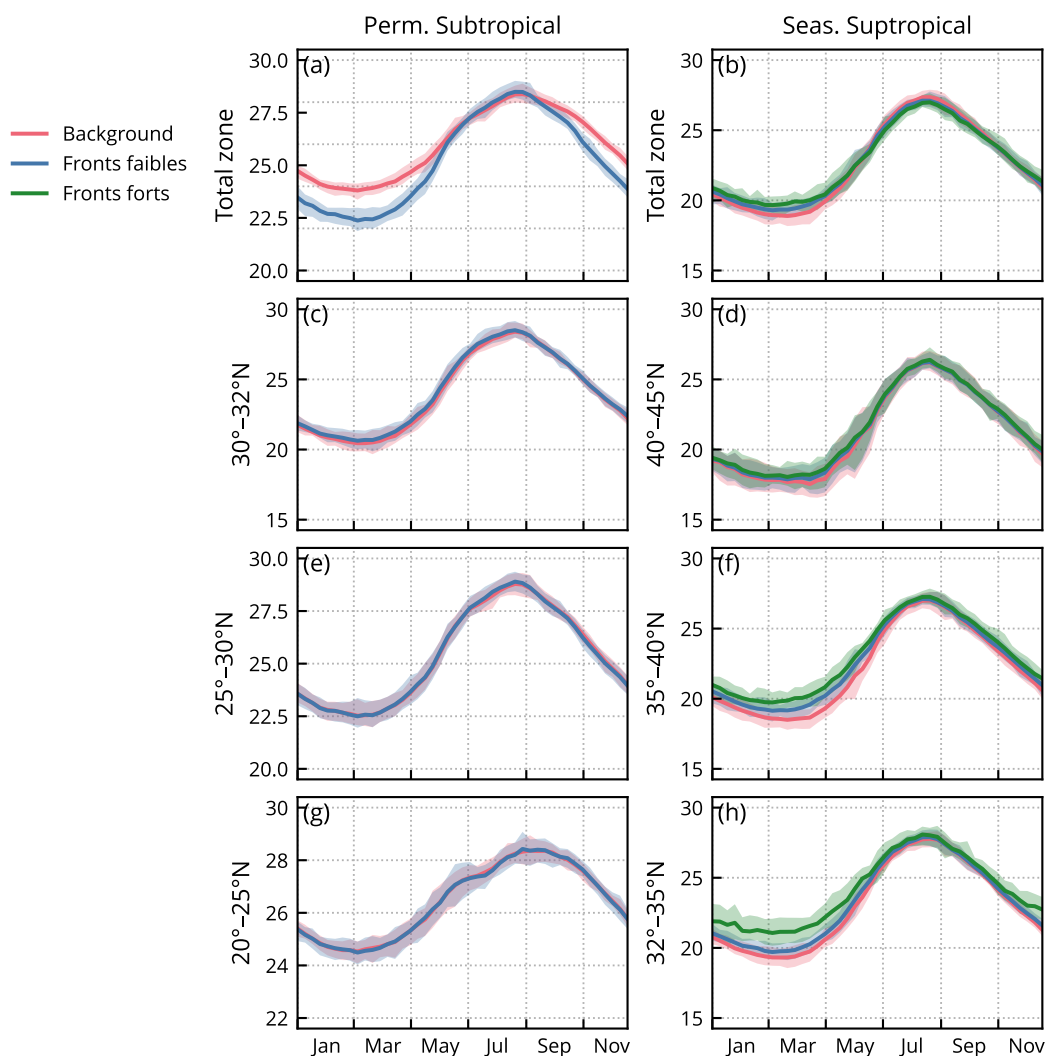 Perm. Subtropical
Seas. Suptropical
Background
Fronts faibles
Fronts forts
(a)
Total zone
30.0
27.5
25.0
22.5
20.0
(b)
Total zone
30
25
20
15
(c)
30°–32°N
30
25
20
15
(d)
40°–45°N
30
25
20
15
(e)
25°–30°N
30.0
27.5
25.0
22.5
20.0
(f)
35°–40°N
30
25
20
15
(g)
20°–25°N
30
28
26
24
22
(h)
32°–35°N
30
25
20
15
Jan Mar May Jul Sep Nov
Jan Mar May Jul Sep Nov